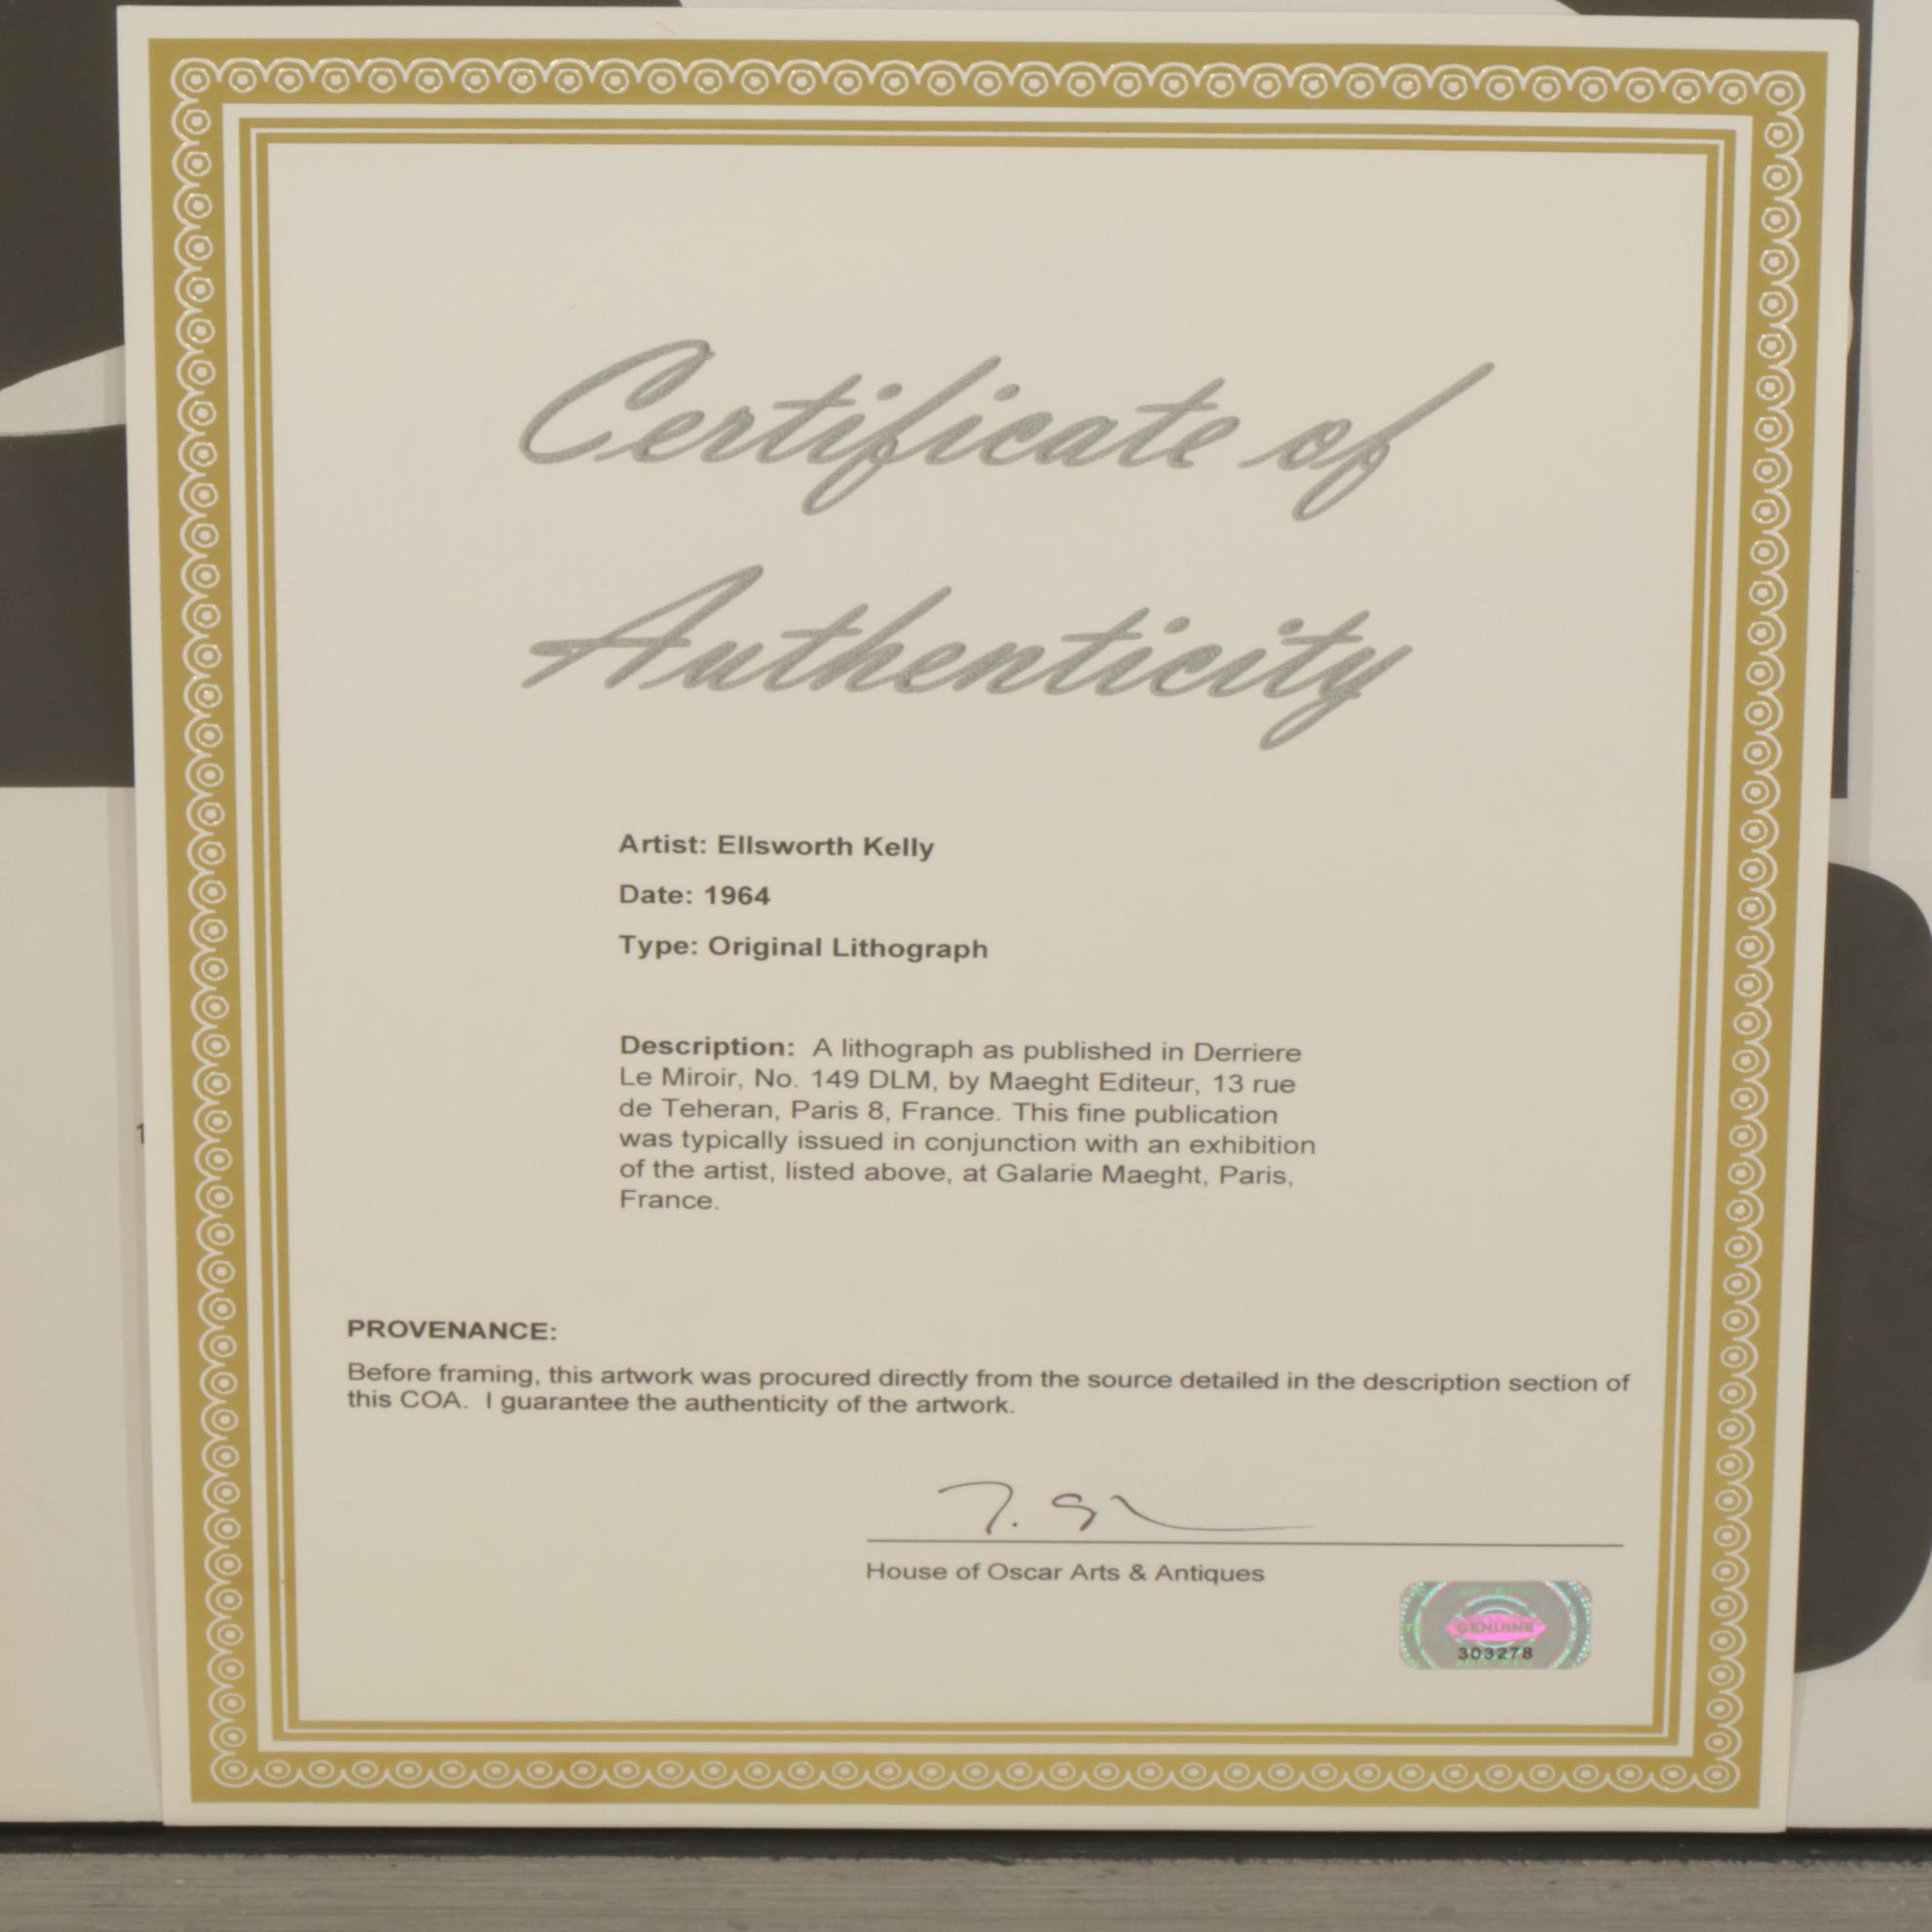 Certificate of
Authenticity
Artist: Ellsworth Kelly
Date: 1964
Type: Original Lithograph
Description: A lithograph as published in Derriere
Le Miroir, No. 149 DLM, by Maeght Editeur, 13 rue
de Teheran, Paris 8, France. This fine publication
was typically issued in conjunction with an exhibition
of the artist, listed above, at Galarie Maeght, Paris,
France.
1
PROVENANCE:
Before framing, this artwork was procured directly from the source detailed in the description section of
this COA. I guarantee the authenticity of the artwork.
House of Oscar Arts & Antiques
GENUINE
303278